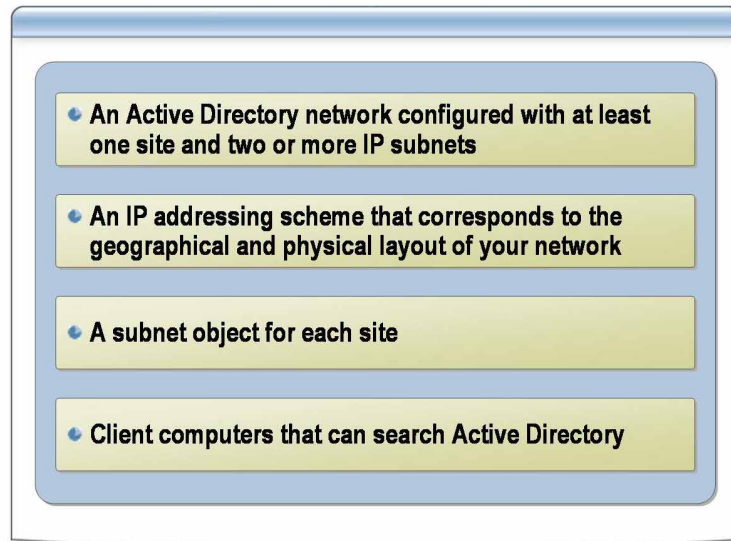 An Active Directory network configured with at least
one site and two or more IP subnets
An IP addressing scheme that corresponds to the
geographical and physical layout of your network
A subnet object for each site
Client computers that can search Active Directory